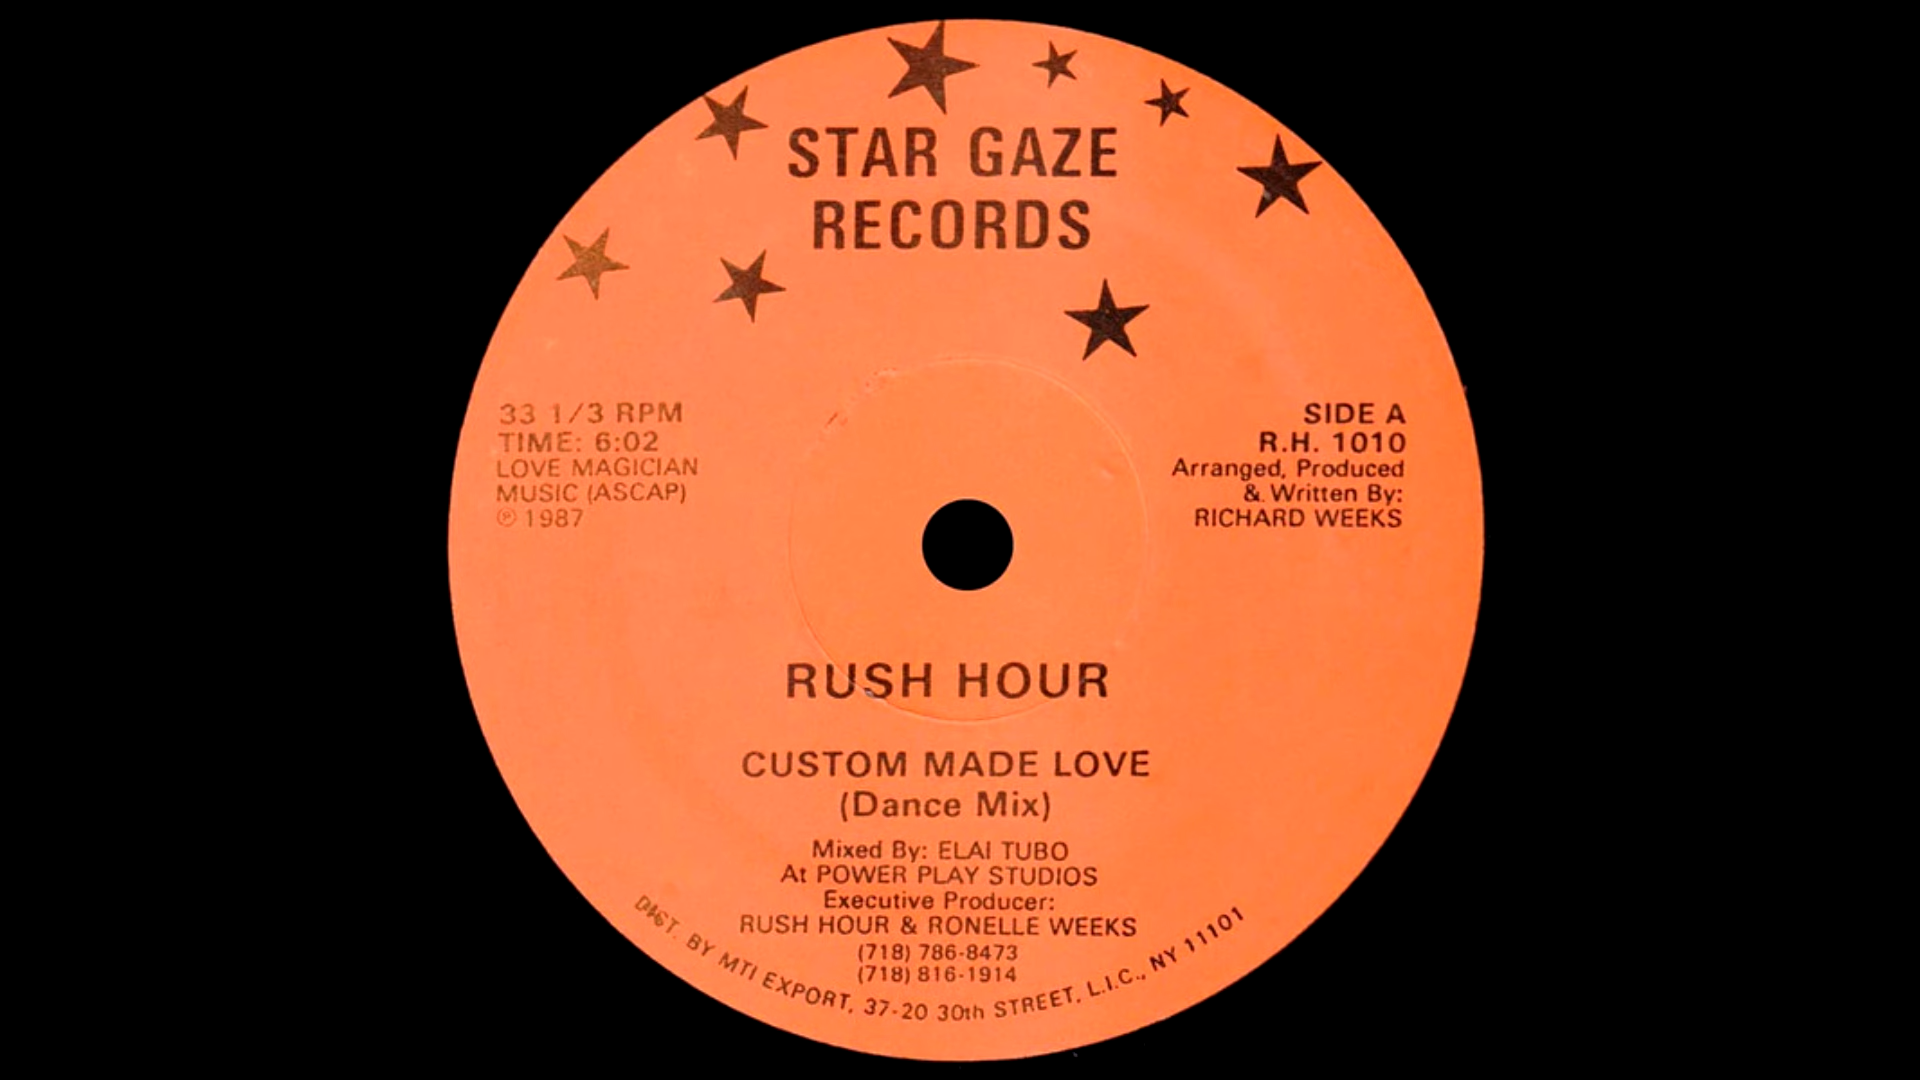 STAR GAZE
RECORDS
33 1/3 RPM
TIME: 6:02
LOVE MAGICIAN
MUSIC (ASCAP)
℗ 1987
SIDE A
R.H. 1010
Arranged, Produced
& Written By:
RICHARD WEEKS
RUSH HOUR
CUSTOM MADE LOVE
(Dance Mix)
Mixed By: ELAI TUBO
At POWER PLAY STUDIOS
Executive Producer:
RUSH HOUR & RONELLE WEEKS
(718) 786-8473
(718) 816-1914
DIST. BY MTI EXPORT, 37-20 30th STREET, L.I.C., NY 11101